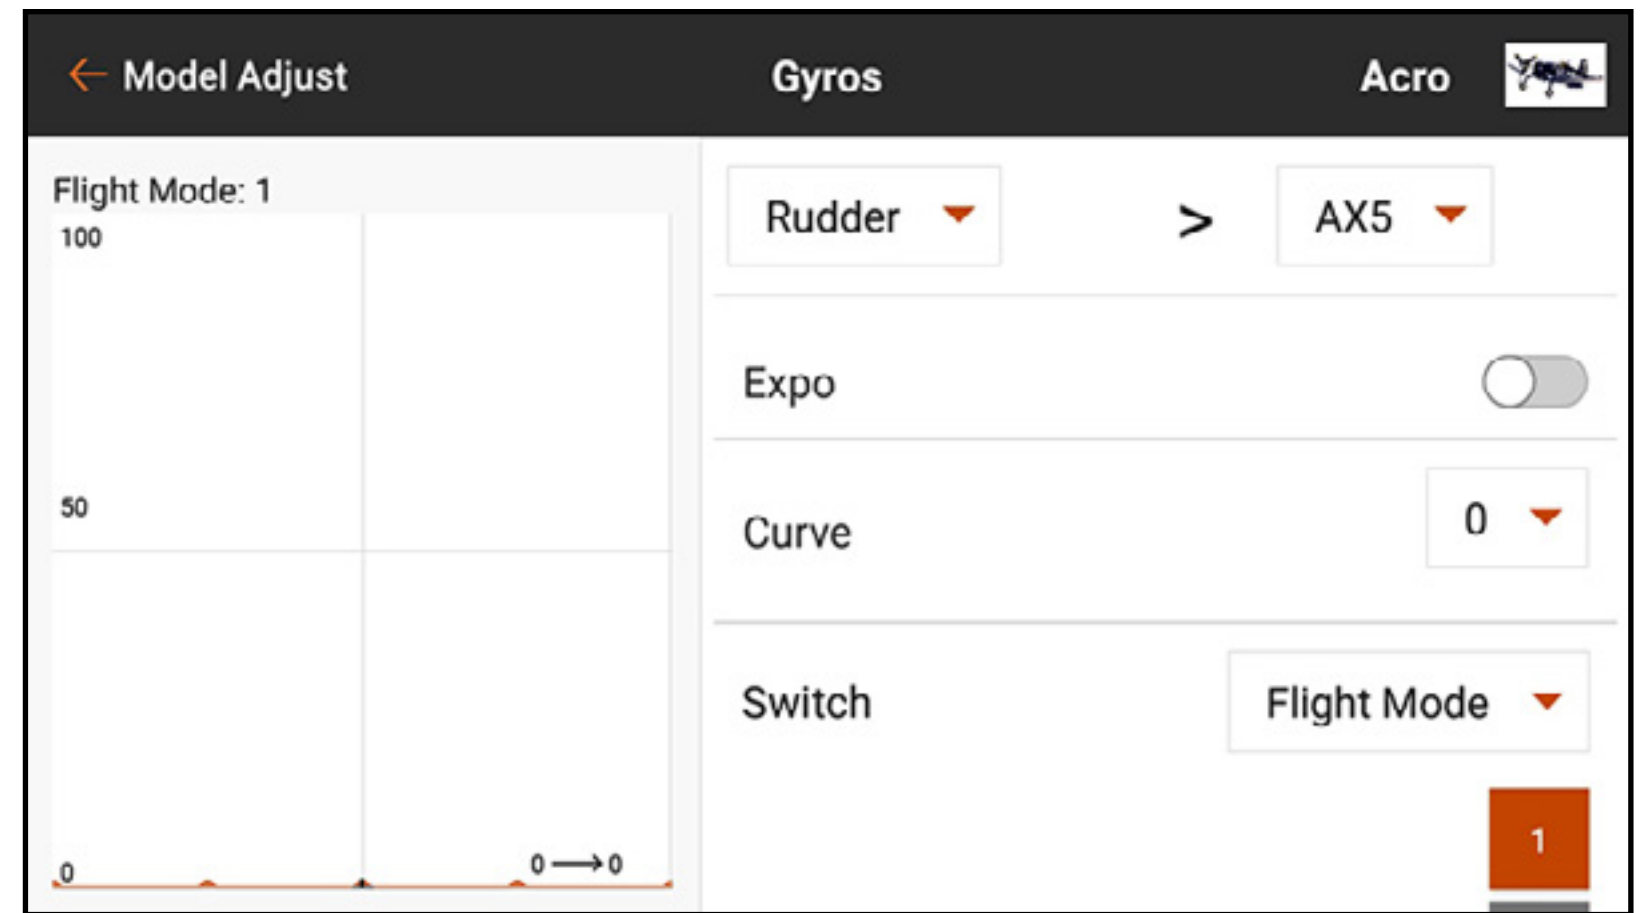 ← Model Adjust
Gyros
Acro
Flight Mode: 1
100
50
0
0 → 0
Rudder > AX5
Expo
Curve 0
Switch Flight Mode
1